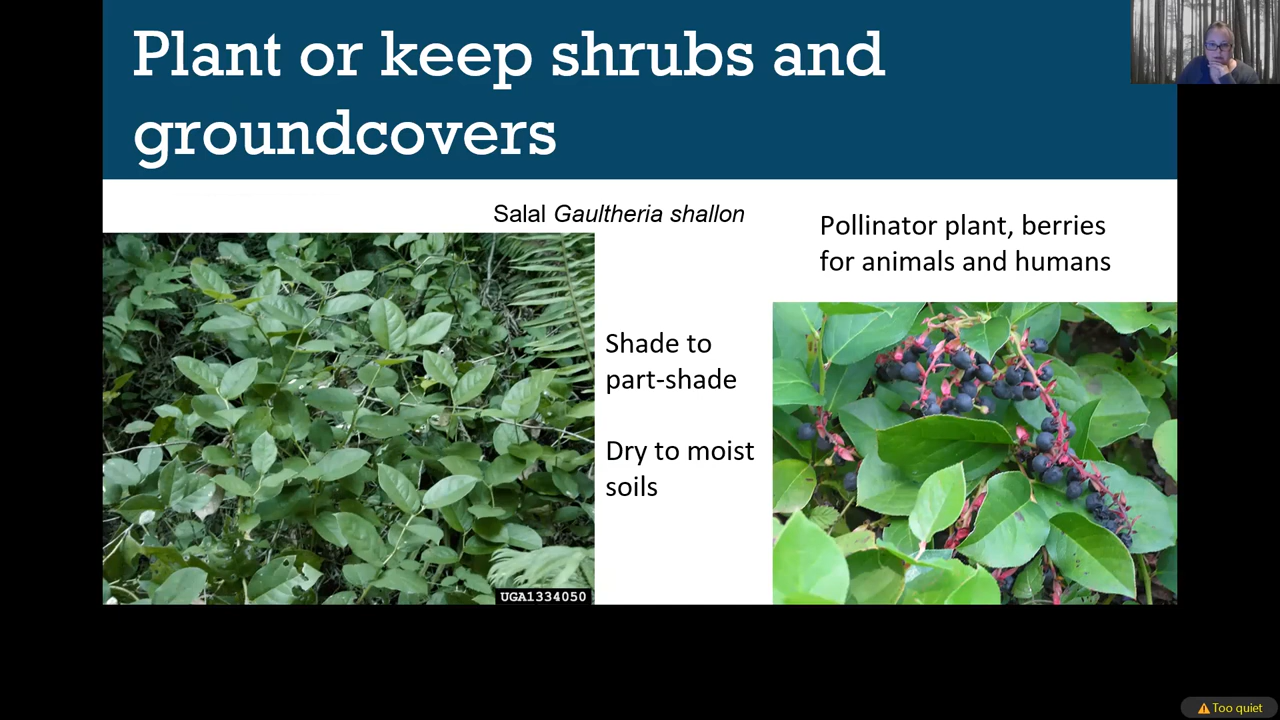 Plant or keep shrubs and
groundcovers
Salal Gaultheria shallon
Pollinator plant, berries
for animals and humans
Shade to
part-shade
Dry to moist
soils
UGA1334050
Too quiet